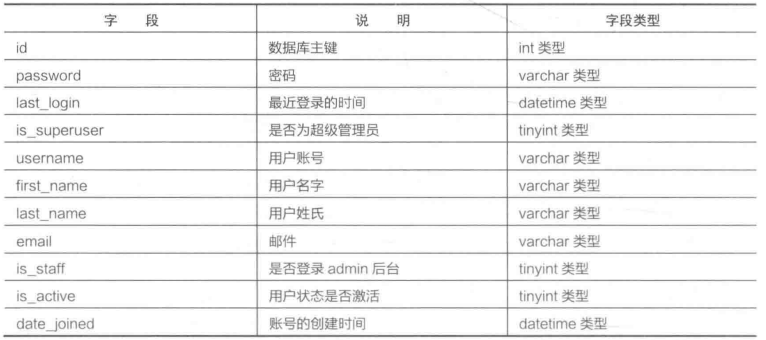 字 段 说 明 字段类型
id 数据库主键 int 类型
password 密码 varchar 类型
last_login 最近登录的时间 datetime 类型
is_superuser 是否为超级管理员 tinyint 类型
username 用户账号 varchar 类型
first_name 用户名字 varchar 类型
last_name 用户姓氏 varchar 类型
email 邮件 varchar 类型
is_staff 是否登录 admin 后台 tinyint 类型
is_active 用户状态是否激活 tinyint 类型
date_joined 账号的创建时间 datetime 类型